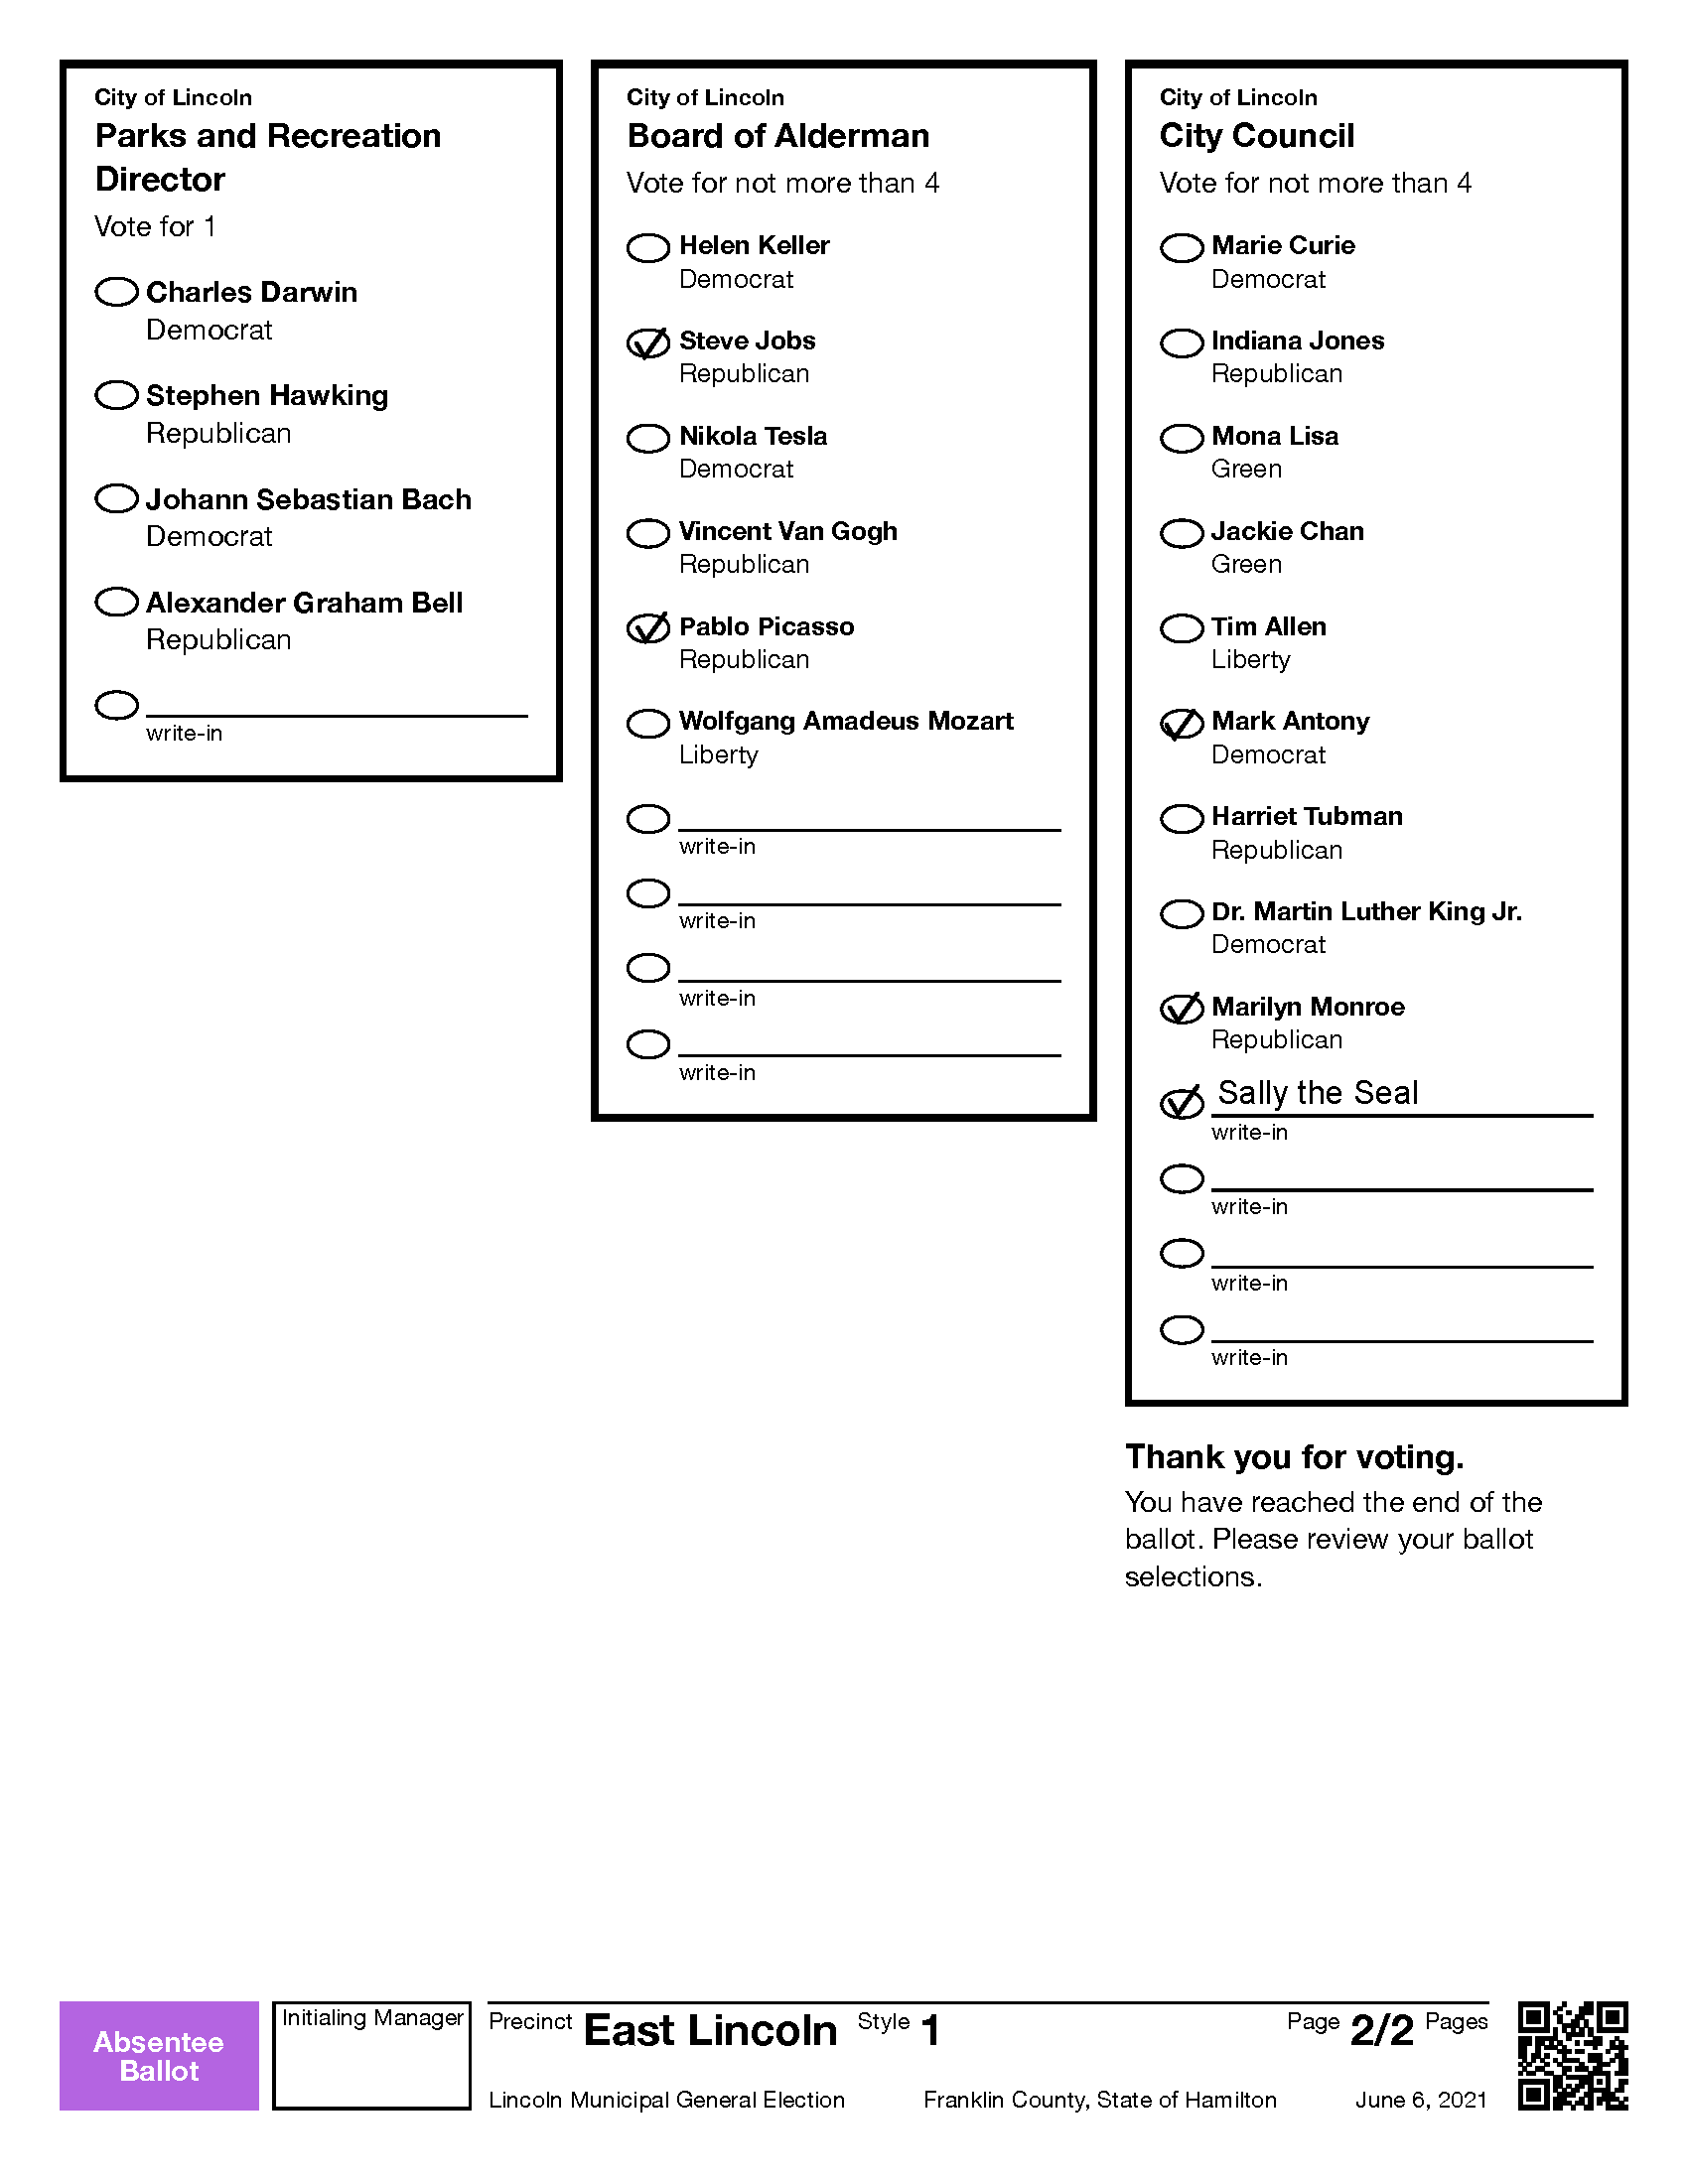 City of Lincoln
Parks and Recreation
Director
Vote for 1
Charles Darwin
Democrat
Stephen Hawking
Republican
Johann Sebastian Bach
Democrat
Alexander Graham Bell
Republican
write-in
City of Lincoln
Board of Alderman
Vote for not more than 4
Helen Keller
Democrat
Steve Jobs
Republican
Nikola Tesla
Democrat
Vincent Van Gogh
Republican
Pablo Picasso
Republican
Wolfgang Amadeus Mozart
Liberty
write-in
write-in
write-in
write-in
City of Lincoln
City Council
Vote for not more than 4
Marie Curie
Democrat
Indiana Jones
Republican
Mona Lisa
Green
Jackie Chan
Green
Tim Allen
Liberty
Mark Antony
Democrat
Harriet Tubman
Republican
Dr. Martin Luther King Jr.
Democrat
Marilyn Monroe
Republican
Sally the Seal
write-in
write-in
write-in
write-in
Thank you for voting.
You have reached the end of the
ballot. Please review your ballot
selections.
Absentee
Ballot
Initialing Manager
Precinct East Lincoln Style 1 Page 2/2 Pages
Lincoln Municipal General Election Franklin County, State of Hamilton June 6, 2021